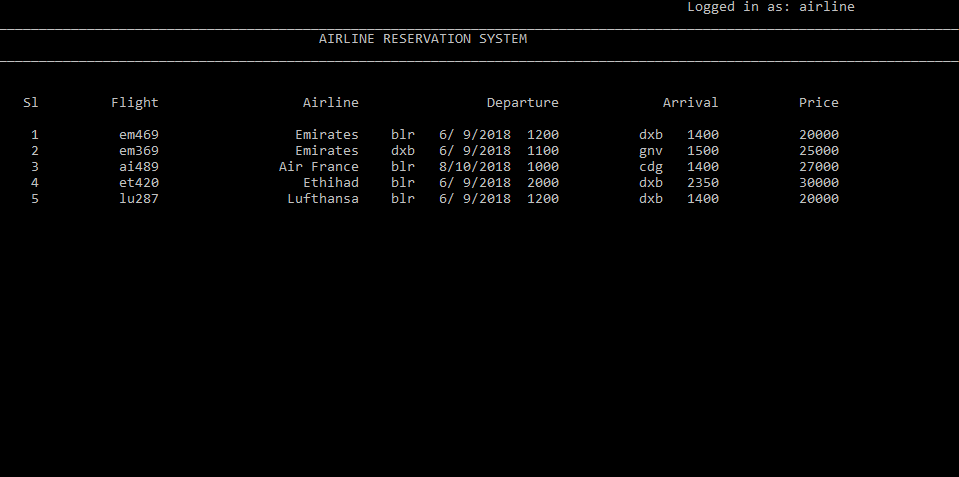 Logged in as: airline
AIRLINE RESERVATION SYSTEM
Sl Flight Airline Departure Arrival Price
1 em469 Emirates blr 6/ 9/2018 1200 dxb 1400 20000
2 em369 Emirates dxb 6/ 9/2018 1100 gnv 1500 25000
3 ai489 Air France blr 8/10/2018 1000 cdg 1400 27000
4 et420 Ethihad blr 6/ 9/2018 2000 dxb 2350 30000
5 lu287 Lufthansa blr 6/ 9/2018 1200 dxb 1400 20000